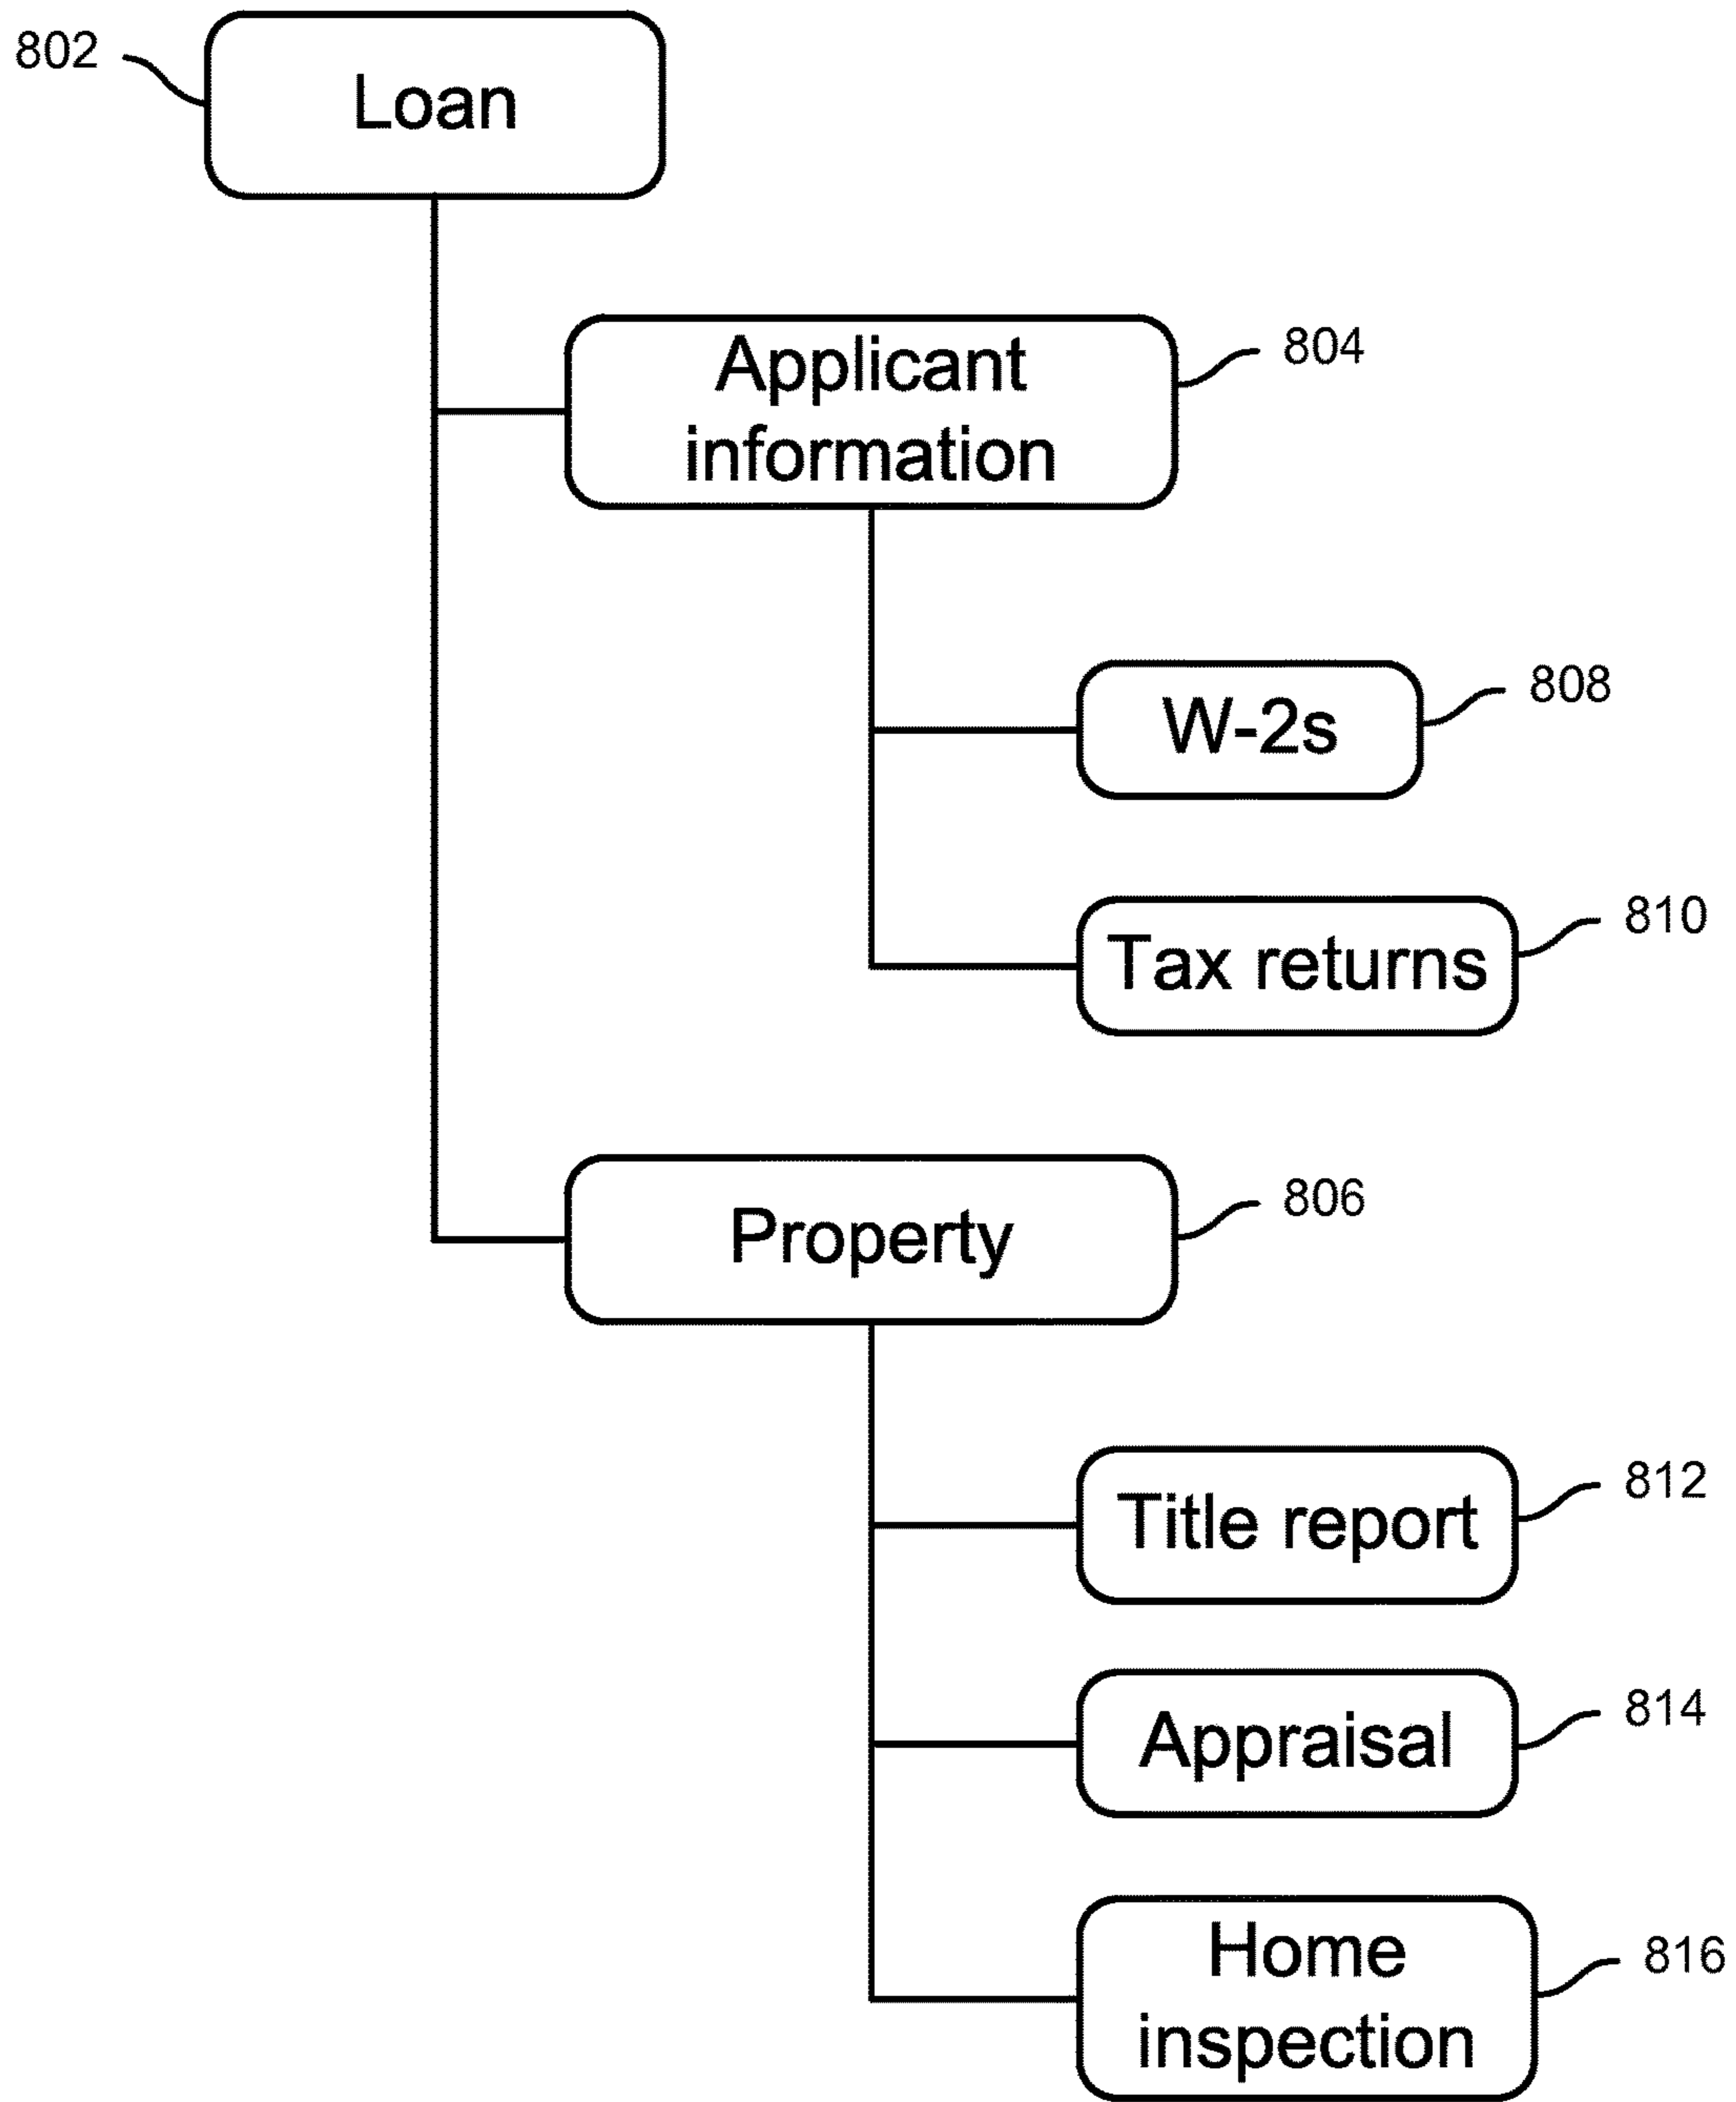 802
Loan
Applicant
information
804
W-2s
808
Tax returns
810
Property
806
Title report
812
Appraisal
814
Home
inspection
816